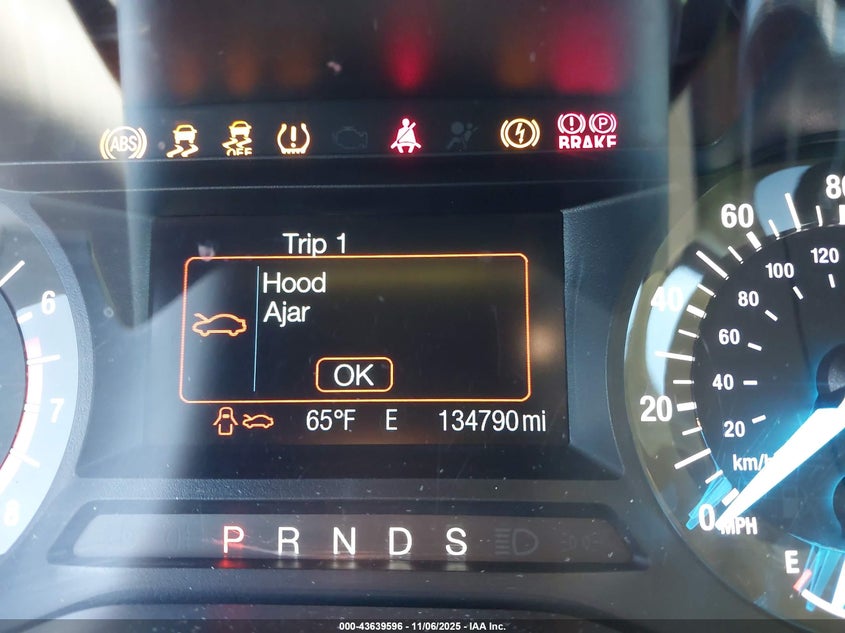 ABS OFF BRAKE
P
Trip 1
Hood
Ajar
OK
65°F E 134790 mi
6
7
8
80
60
40
20
0 MPH
120
100
80
60
40
20
km/h
E
P R N D S
000-43639596 - 11/06/2025 - IAA Inc.